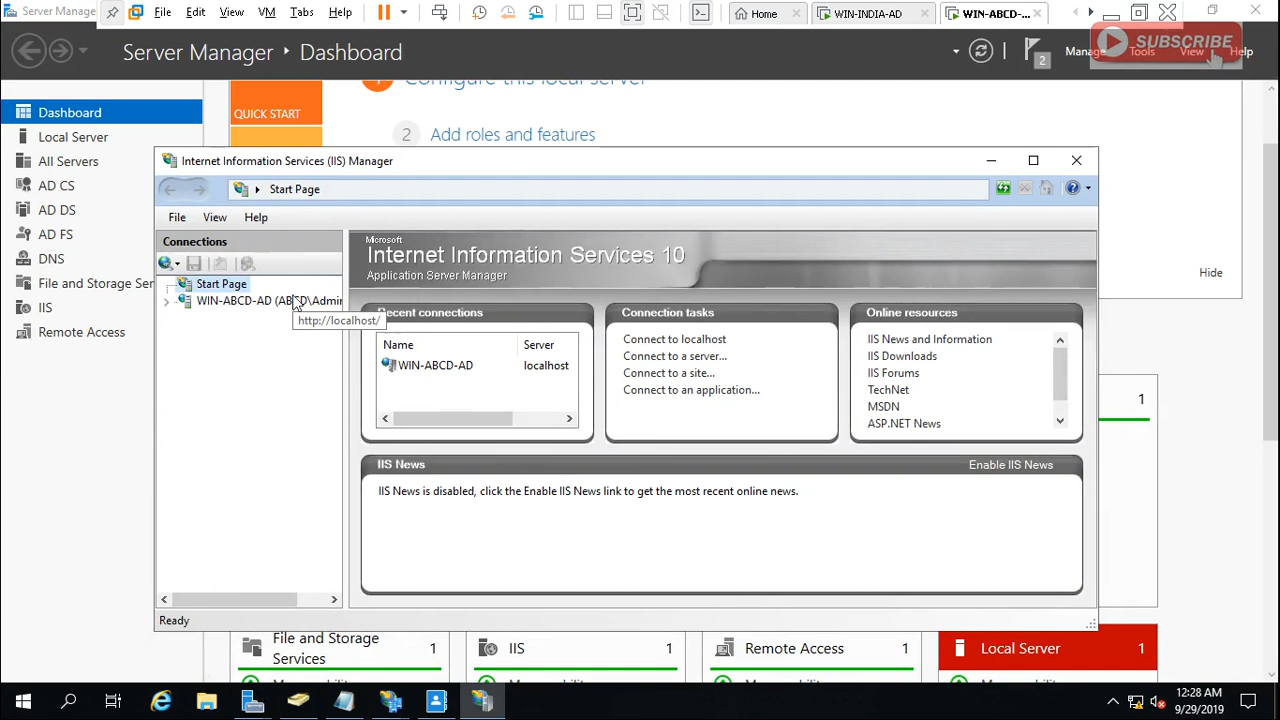 Server Manage
File
Edit
View
VM
Tabs
Help
Home
WIN-INDIA-AD
WIN-ABCD-...
Server Manager
Dashboard
2
Manage
Tools
View
Help
SUBSCRIBE
Configure this local server
QUICK START
2 Add roles and features
Hide
Dashboard
Local Server
All Servers
AD CS
AD DS
AD FS
DNS
File and Storage Ser
IIS
Remote Access
Internet Information Services (IIS) Manager
Start Page
File
View
Help
Connections
Start Page
WIN-ABCD-AD (ABCD\Admin
http://localhost/
Microsoft
Internet Information Services 10
Application Server Manager
Recent connections
Name
Server
WIN-ABCD-AD
localhost
Connection tasks
Connect to localhost
Connect to a server...
Connect to a site...
Connect to an application...
Online resources
IIS News and Information
IIS Downloads
IIS Forums
TechNet
MSDN
ASP.NET News
IIS News
Enable IIS News
IIS News is disabled, click the Enable IIS News link to get the most recent online news.
Ready
1
File and Storage
Services
1
IIS
1
Remote Access
1
Local Server
1
12:28 AM
9/29/2019